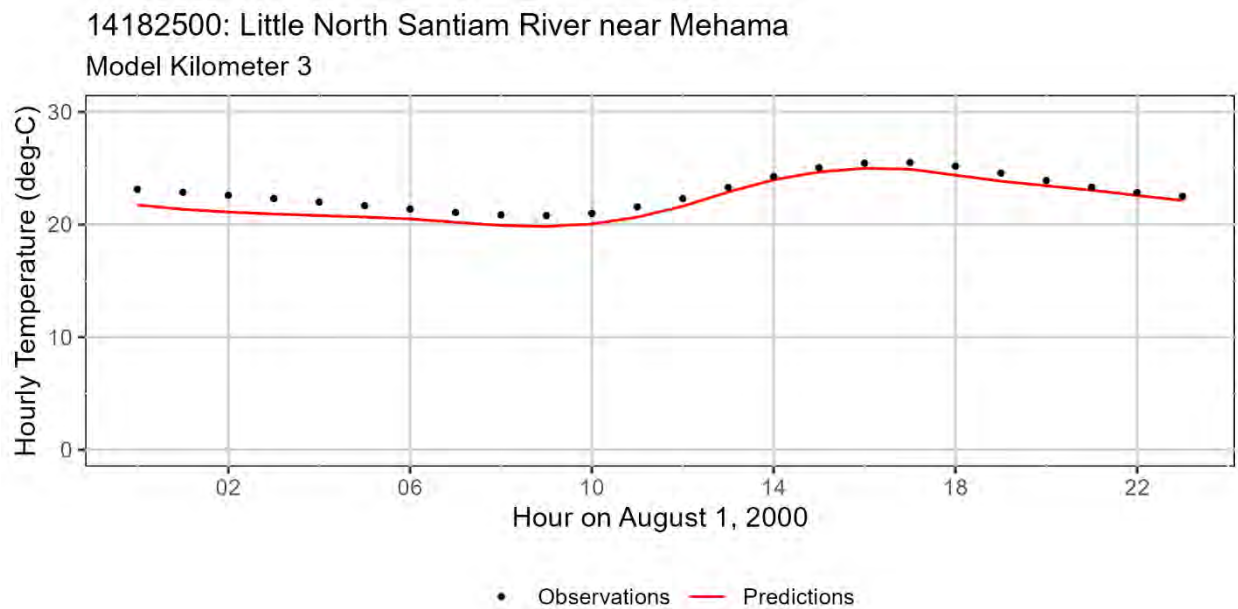 14182500: Little North Santiam River near Mehama
Model Kilometer 3
Hourly Temperature (deg-C)
30
20
10
0
02 06 10 14 18 22
Hour on August 1, 2000
Observations Predictions